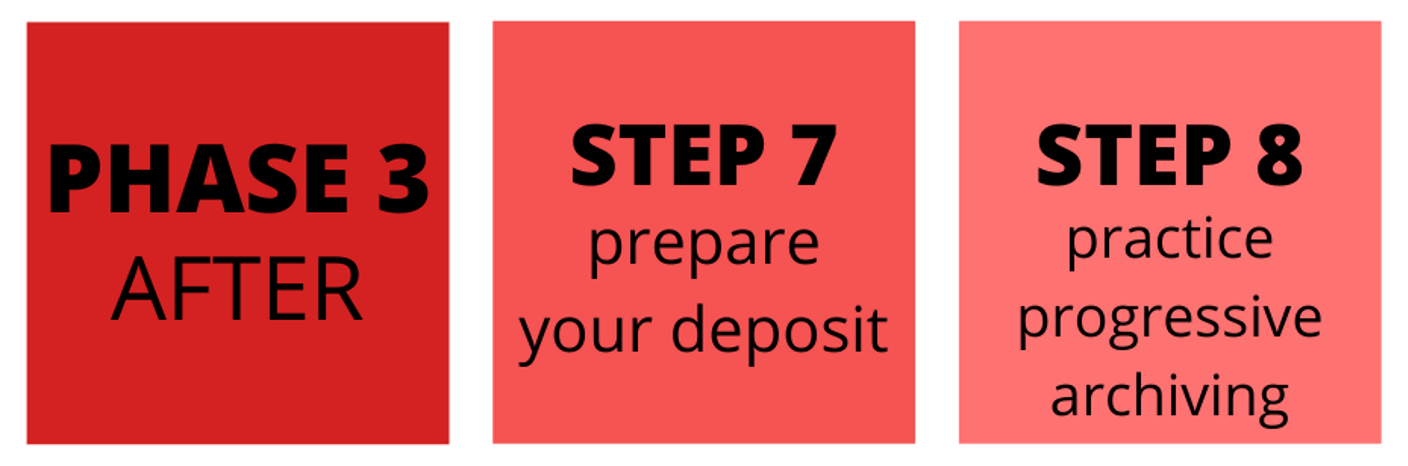 PHASE 3
AFTER
STEP 7
prepare
your deposit
STEP 8
practice
progressive
archiving